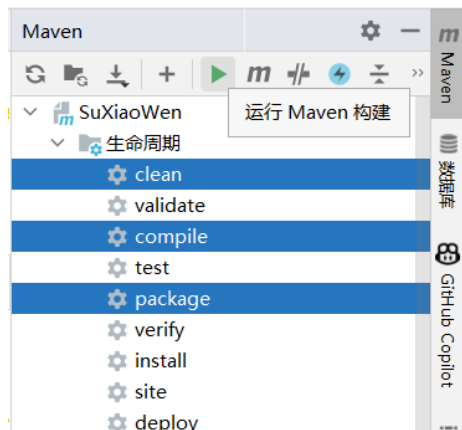 Maven
SuXiaoWen
运行 Maven 构建
生命周期
clean
validate
compile
test
package
verify
install
site
deploy
Maven
数据库
GitHub Copilot